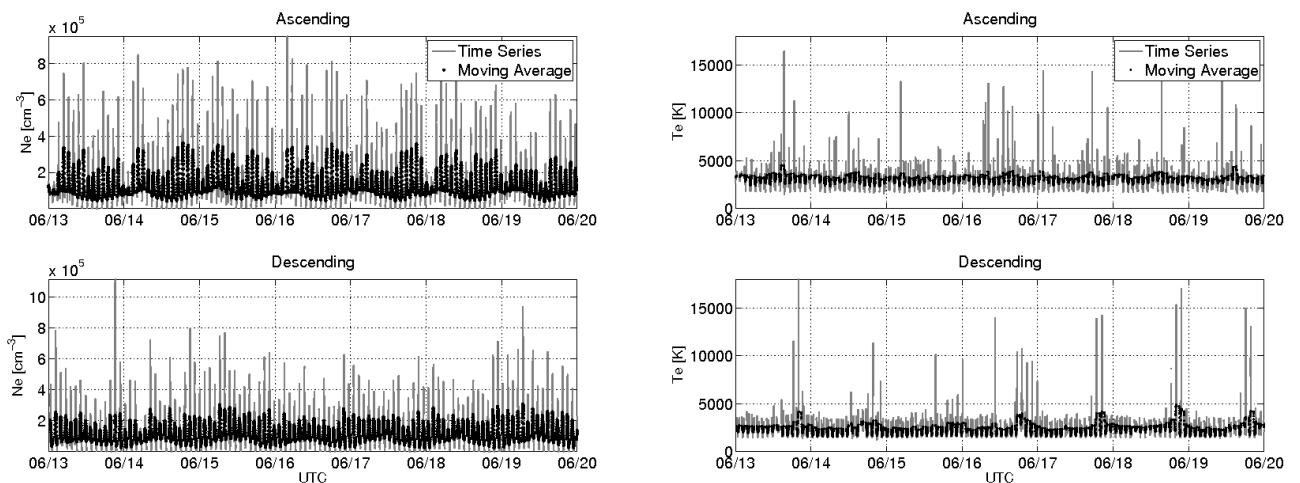 Ascending
x 10^5
8
6
4
2
Ne [cm^-3]
Time Series
Moving Average
06/13 06/14 06/15 06/16 06/17 06/18 06/19 06/20
Ascending
15000
10000
5000
0
Te [K]
Time Series
Moving Average
06/13 06/14 06/15 06/16 06/17 06/18 06/19 06/20
Descending
x 10^5
10
8
6
4
2
Ne [cm^-3]
06/13 06/14 06/15 06/16 06/17 06/18 06/19 06/20
UTC
Descending
15000
10000
5000
0
Te [K]
06/13 06/14 06/15 06/16 06/17 06/18 06/19 06/20
UTC